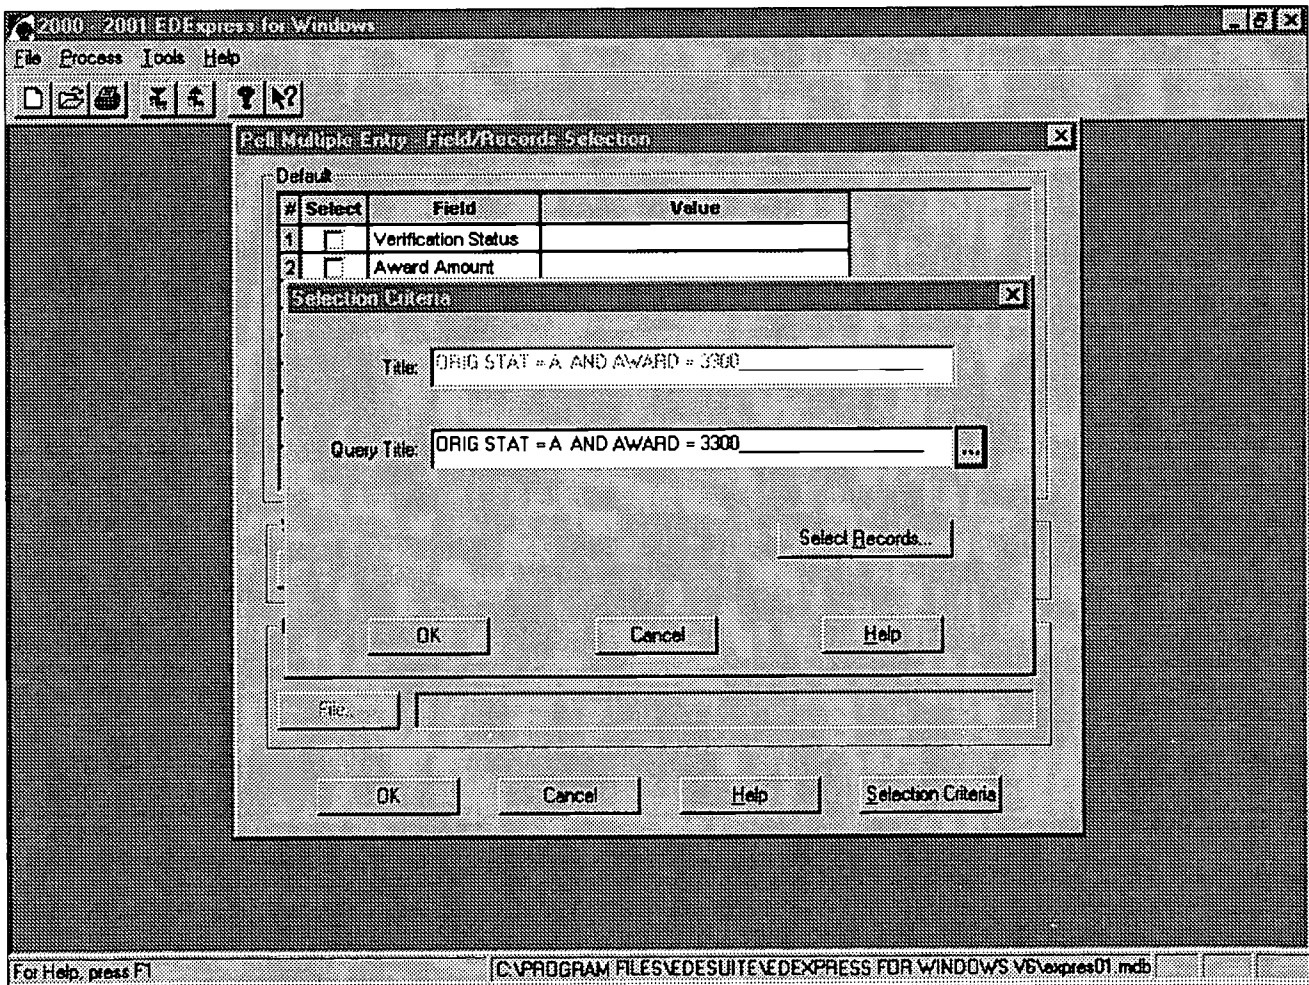 2000 - 2001 EDExpress for Windows
File Process Tools Help
Pell Multiple Entry - Field/Records Selection
Default
# Select Field Value
1 Verification Status
2 Award Amount
Selection Criteria
Title: ORIG STAT = A AND AWARD = 3300
Query Title: ORIG STAT = A AND AWARD = 3300 ...
Select Records...
OK Cancel Help
File...
OK Cancel Help Selection Criteria
For Help, press F1 C:\PROGRAM FILES\EDESUITE\EDEXPRESS FOR WINDOWS V6\expres01.mdb